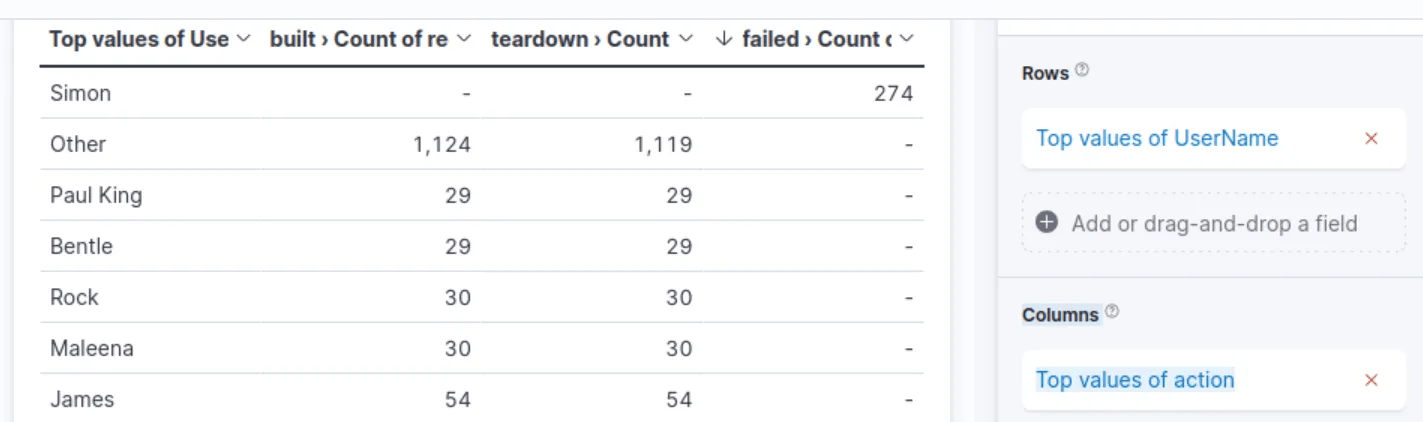 Top values of Use built › Count of re teardown › Count failed › Count c
Simon - - 274
Other 1,124 1,119 -
Paul King 29 29 -
Bentle 29 29 -
Rock 30 30 -
Maleena 30 30 -
James 54 54 -
Rows
Top values of UserName
Add or drag-and-drop a field
Columns
Top values of action